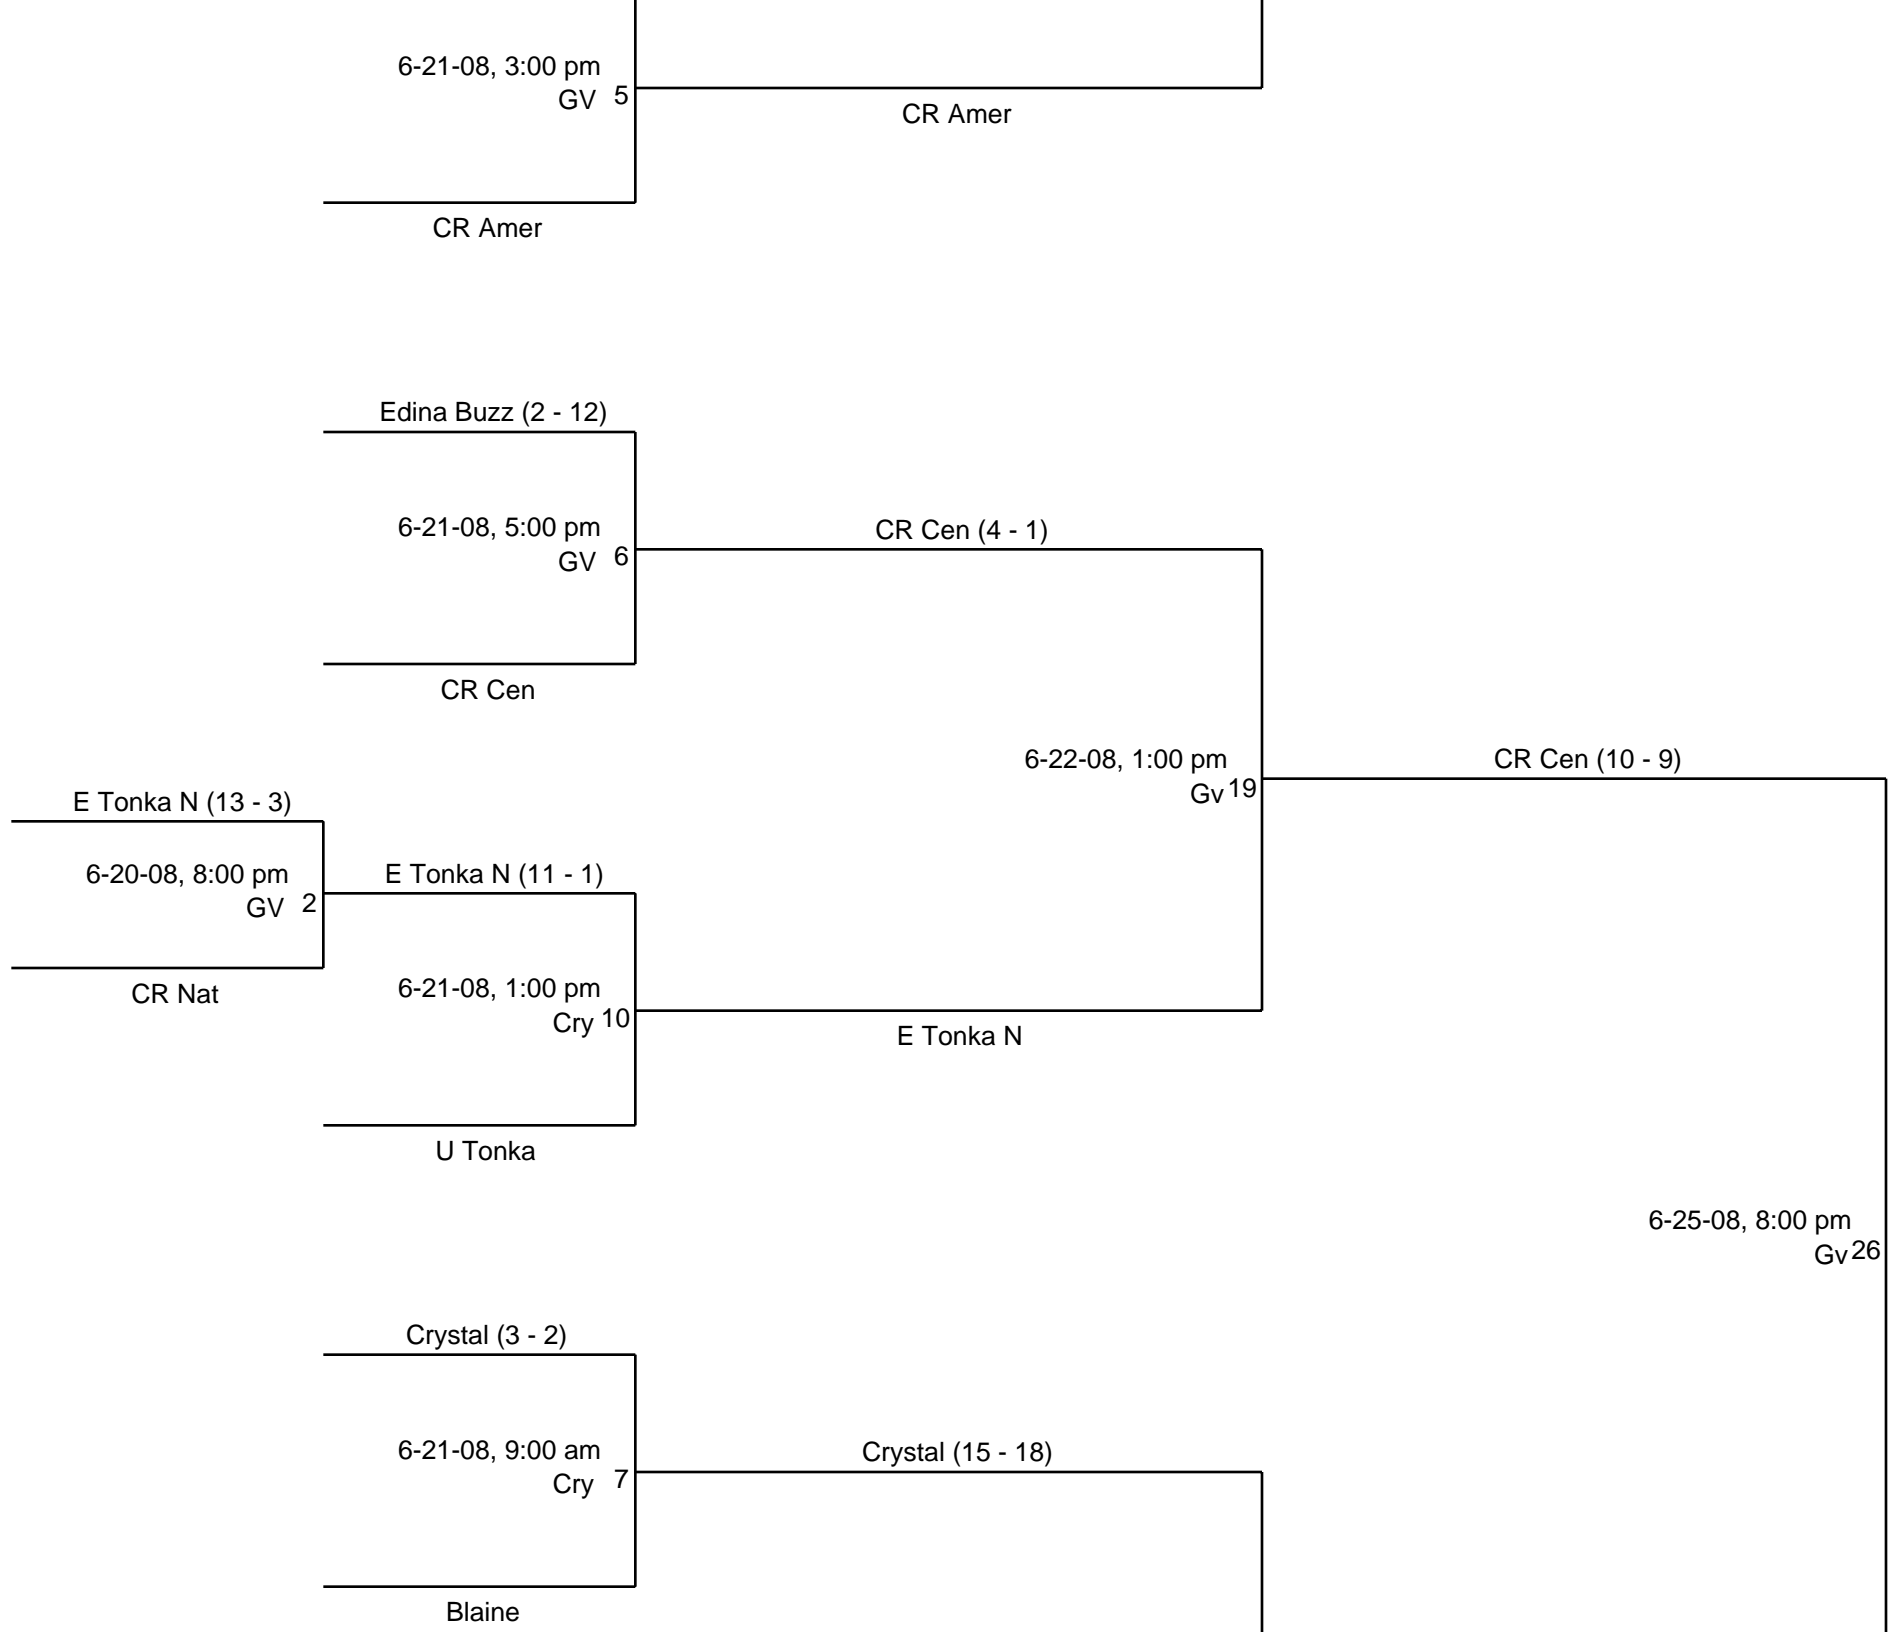 6-21-08, 3:00 pm
GV 5
CR Amer
CR Amer
Edina Buzz (2 - 12)
6-21-08, 5:00 pm
GV 6
CR Cen (4 - 1)
CR Cen
6-22-08, 1:00 pm
Gv 19
CR Cen (10 - 9)
E Tonka N (13 - 3)
6-20-08, 8:00 pm
GV 2
E Tonka N (11 - 1)
CR Nat
6-21-08, 1:00 pm
Cry 10
E Tonka N
U Tonka
6-25-08, 8:00 pm
Gv 26
Crystal (3 - 2)
6-21-08, 9:00 am
Cry 7
Crystal (15 - 18)
Blaine